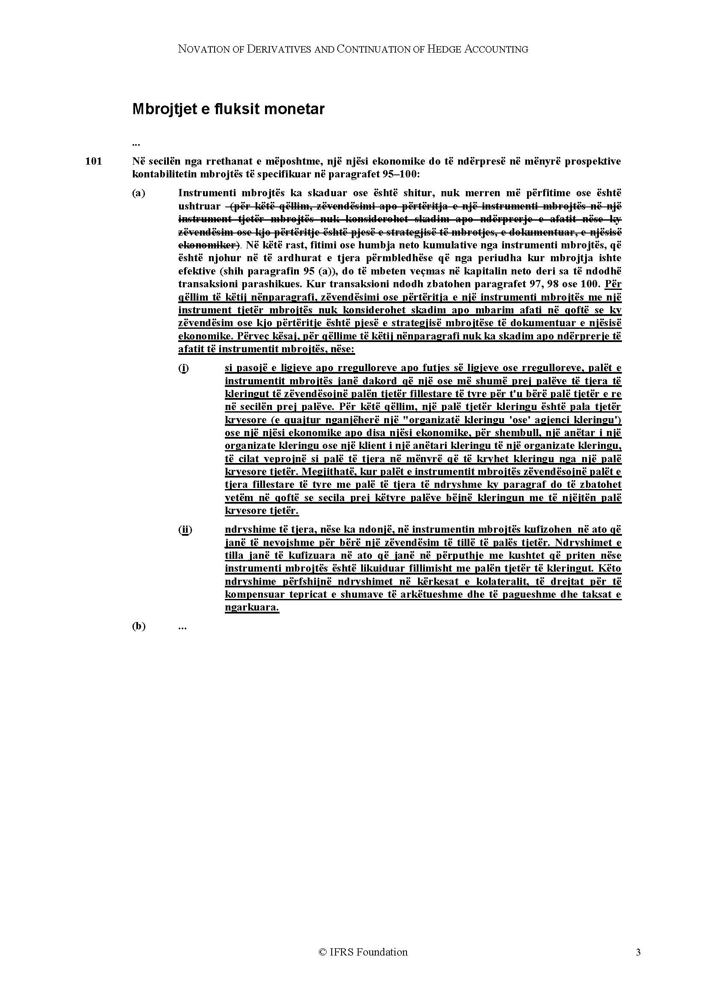 NOVATION OF DERIVATIVES AND CONTINUATION OF HEDGE ACCOUNTING
Mbrojtjet e fluksit monetar
...
101 Në secilën nga rrethanat e mëposhtme, një njësi ekonomike do të ndërpresë në mënyrë prospektive
kontabilitetin mbrojtës të specifikuar në paragrafet 95–100:
(a) Instrumenti mbrojtës ka skaduar ose është shitur, nuk merren më përfitime ose është
ushtruar (për këtë qëllim, zëvendësimi apo përtëritja e një instrumenti mbrojtës në një
instrument tjetër mbrojtës nuk konsiderohet skadim apo ndërprerje e afatit nëse ky
zëvendësim ose kjo përtëritje është pjesë e strategjisë të mbrotjes, e dokumentuar, e njësisë
ekonomiker). Në këtë rast, fitimi ose humbja neto kumulative nga instrumenti mbrojtës, që
është njohur në të ardhurat e tjera përmbledhëse që nga periudha kur mbrojtja ishte
efektive (shih paragrafin 95 (a)), do të mbeten veçmas në kapitalin neto deri sa të ndodhë
transaksioni parashikues. Kur transaksioni ndodh zbatohen paragrafet 97, 98 ose 100. Për
qëllim të këtij nënparagrafi, zëvendësimi ose përtëritja e një instrumenti mbrojtës me një
instrument tjetër mbrojtës nuk konsiderohet skadim apo mbarim afati në qoftë se ky
zëvendësim ose kjo përtëritje është pjesë e strategjisë mbrojtëse të dokumentuar e njësisë
ekonomike. Përveç kësaj, për qëllime të këtij nënparagrafi nuk ka skadim apo ndërprerje të
afatit të instrumentit mbrojtës, nëse:
(i) si pasojë e ligjeve apo rregulloreve apo futjes së ligjeve ose rregulloreve, palët e
instrumentit mbrojtës janë dakord që një ose më shumë prej palëve të tjera të
kleringut të zëvendësojnë palën tjetër fillestare të tyre për t'u bërë palë tjetër e re
në secilën prej palëve. Për këtë qëllim, një palë tjetër kleringu është pala tjetër
kryesore (e quajtur nganjëherë një "organizatë kleringu 'ose' agjenci kleringu')
ose një njësi ekonomike apo disa njësi ekonomike, për shembull, një anëtar i një
organizate kleringu ose një klient i një anëtari kleringu të një organizate kleringu,
të cilat veprojnë si palë të tjera në mënyrë që të kryhet kleringu nga një palë
kryesore tjetër. Megjithatë, kur palët e instrumentit mbrojtës zëvendësojnë palët e
tjera fillestare të tyre me palë të tjera të ndryshme ky paragraf do të zbatohet
vetëm në qoftë se secila prej këtyre palëve bëjnë kleringun me të njëjtën palë
kryesore tjetër.
(ii) ndryshime të tjera, nëse ka ndonjë, në instrumentin mbrojtës kufizohen  në ato që
janë të nevojshme për bërë një zëvendësim të tillë të palës tjetër. Ndryshimet e
tilla janë të kufizuara në ato që janë në përputhje me kushtet që priten nëse
instrumenti mbrojtës është likuiduar fillimisht me palën tjetër të kleringut. Këto
ndryshime përfshijnë ndryshimet në kërkesat e kolateralit, të drejtat për të
kompensuar tepricat e shumave të arkëtueshme dhe të pagueshme dhe taksat e
ngarkuara.
(b) ...
© IFRS Foundation 3